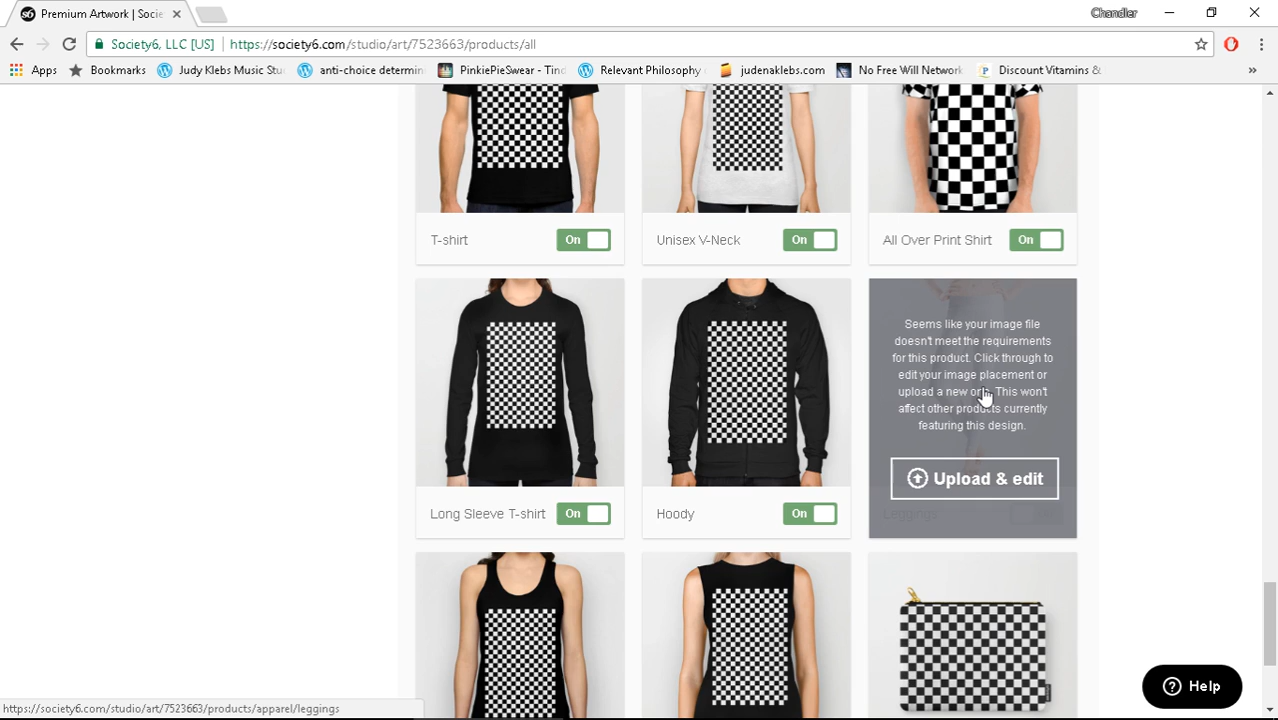 Premium Artwork | Socie
Chandler
Society6, LLC [US]
https://society6.com/studio/art/7523663/products/all
Apps
Bookmarks
Judy Klebs Music Stu
anti-choice determin
PinkiePieSwear - Tind
Relevant Philosophy
judenaklebs.com
No Free Will Network
Discount Vitamins &
»
T-shirt
On
Unisex V-Neck
On
All Over Print Shirt
On
Seems like your image file
doesn't meet the requirements
for this product. Click through to
edit your image placement or
upload a new one. This won't
affect other products currently
featuring this design.
Upload & edit
Long Sleeve T-shirt
On
Hoody
On
Leggings
Help
https://society6.com/studio/art/7523663/products/apparel/leggings